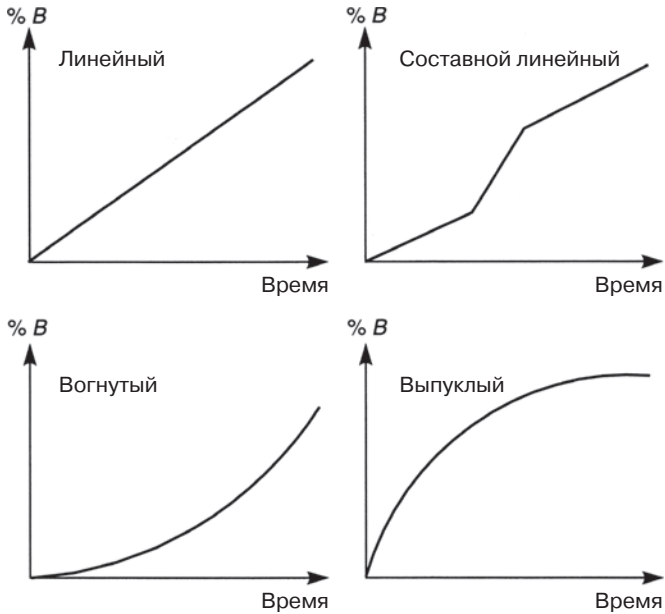 % B
Линейный
Время
% B
Составной линейный
Время
% B
Вогнутый
Время
% B
Выпуклый
Время